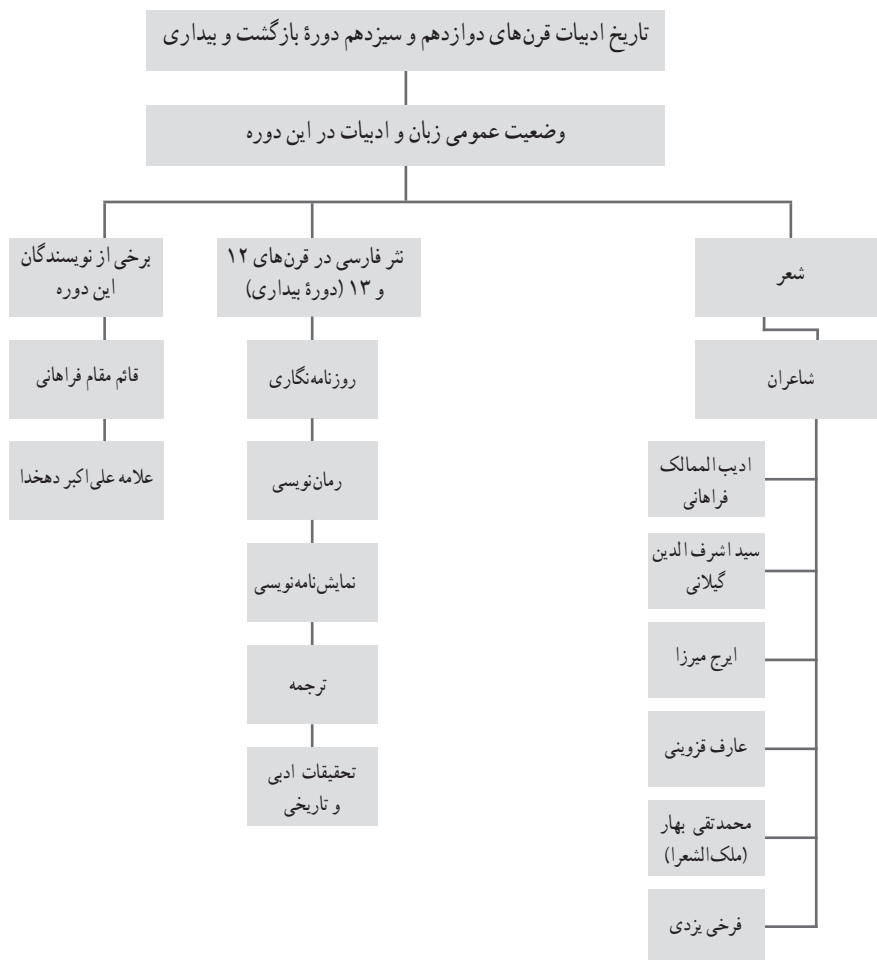 تاریخ ادبیات قرن‌های دوازدهم و سیزدهم دورهٔ بازگشت و بیداری
وضعیت عمومی زبان و ادبیات در این دوره
شعر
شاعران
ادیب‌الممالک
فراهانی
سید اشرف الدین
گیلانی
ایرج میرزا
عارف قزوینی
محمدتقی بهار
(ملک‌الشعرا)
فرخی یزدی
نثر فارسی در قرن‌های ۱۲
و ۱۳ (دورهٔ بیداری)
روزنامه‌نگاری
رمان‌نویسی
نمایش‌نامه‌نویسی
ترجمه
تحقیقات ادبی
و تاریخی
برخی از نویسندگان
این دوره
قائم مقام فراهانی
علامه علی‌اکبر دهخدا